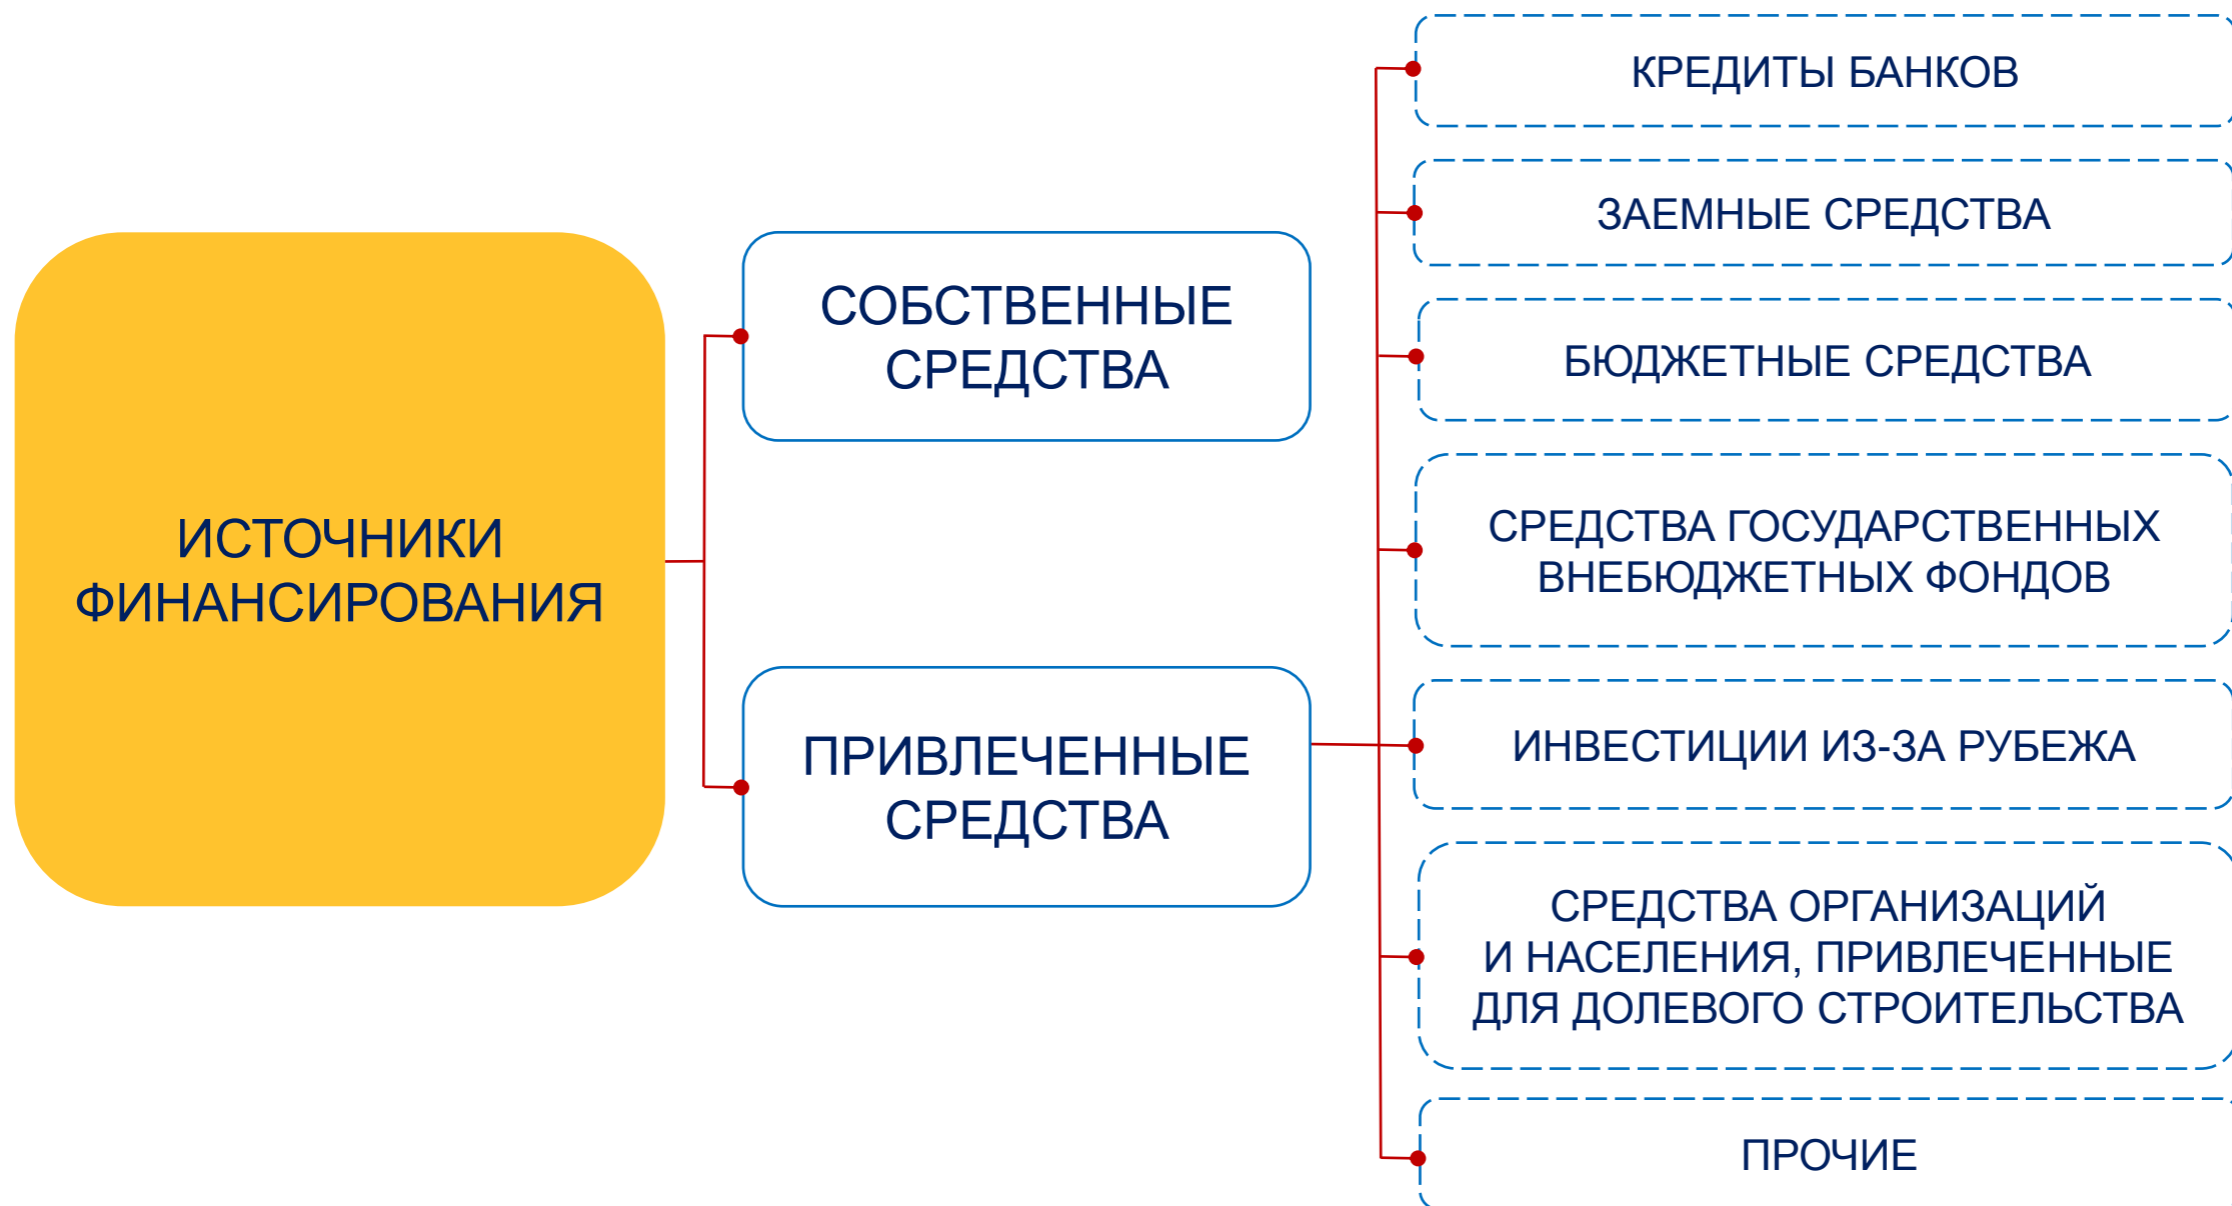 ИСТОЧНИКИ
ФИНАНСИРОВАНИЯ
СОБСТВЕННЫЕ
СРЕДСТВА
ПРИВЛЕЧЕННЫЕ
СРЕДСТВА
КРЕДИТЫ БАНКОВ
ЗАЕМНЫЕ СРЕДСТВА
БЮДЖЕТНЫЕ СРЕДСТВА
СРЕДСТВА ГОСУДАРСТВЕННЫХ
ВНЕБЮДЖЕТНЫХ ФОНДОВ
ИНВЕСТИЦИИ ИЗ-ЗА РУБЕЖА
СРЕДСТВА ОРГАНИЗАЦИЙ
И НАСЕЛЕНИЯ, ПРИВЛЕЧЕННЫЕ
ДЛЯ ДОЛЕВОГО СТРОИТЕЛЬСТВА
ПРОЧИЕ